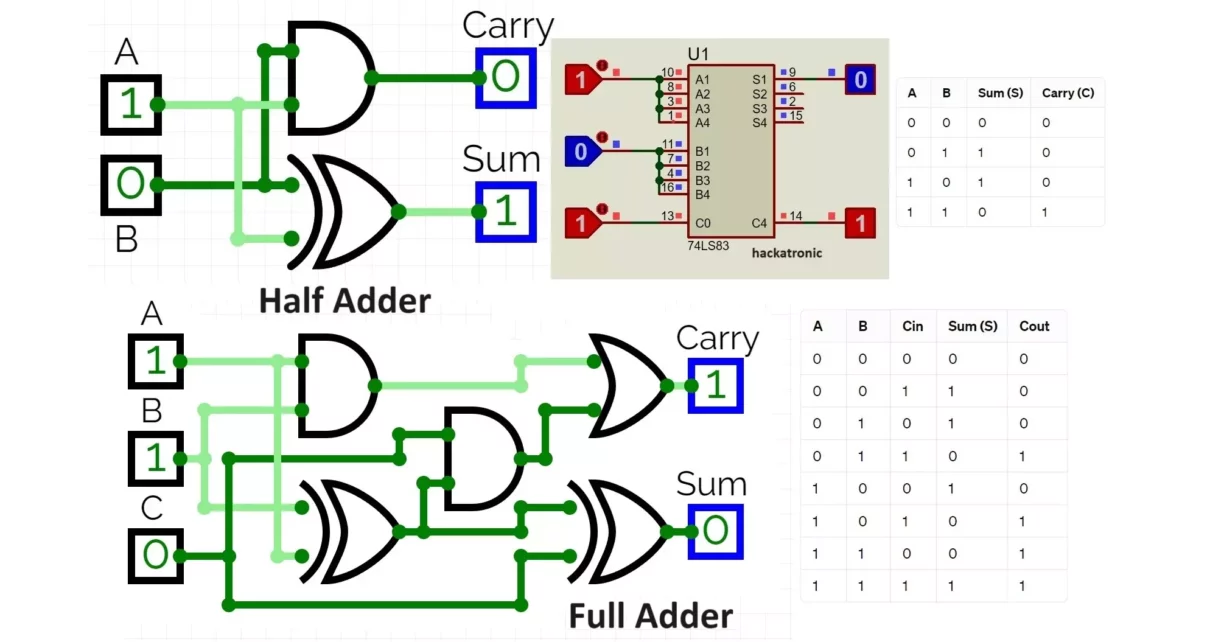 A
1
0
B
Carry
0
Sum
1
Half Adder
U1
1
0
1
10
8
3
1
11
7
4
16
13
A1
A2
A3
A4
B1
B2
B3
B4
C0
S1
S2
S3
S4
C4
9
6
2
15
14
0
1
74LS83
hackatronic
A B Sum (S) Carry (C)
0 0 0 0
0 1 1 0
1 0 1 0
1 1 0 1
A
1
B
1
C
0
Carry
1
Sum
0
Full Adder
A B Cin Sum (S) Cout
0 0 0 0 0
0 0 1 1 0
0 1 0 1 0
0 1 1 0 1
1 0 0 1 0
1 0 1 0 1
1 1 0 0 1
1 1 1 1 1